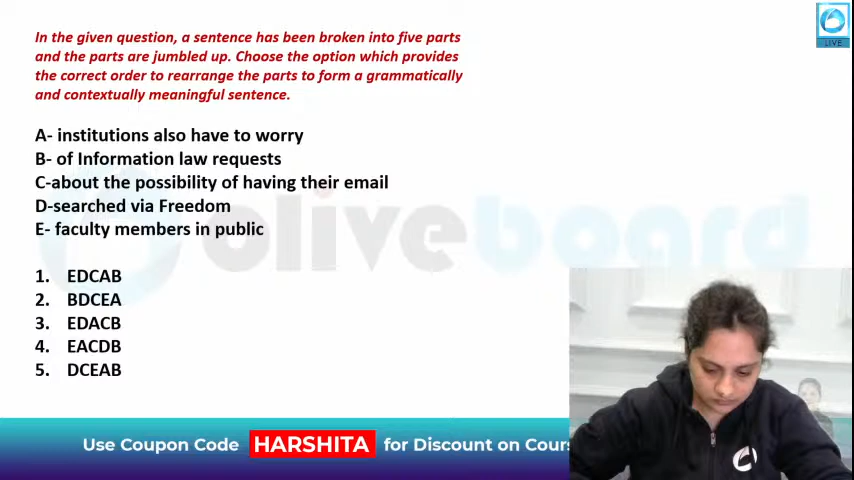 In the given question, a sentence has been broken into five parts
and the parts are jumbled up. Choose the option which provides
the correct order to rearrange the parts to form a grammatically
and contextually meaningful sentence.
A- institutions also have to worry
B- of Information law requests
C-about the possibility of having their email
D-searched via Freedom
E- faculty members in public
oliveboard
1. EDCAB
2. BDCEA
3. EDACB
4. EACDB
5. DCEAB
LIVE
Use Coupon Code HARSHITA for Discount on Cours